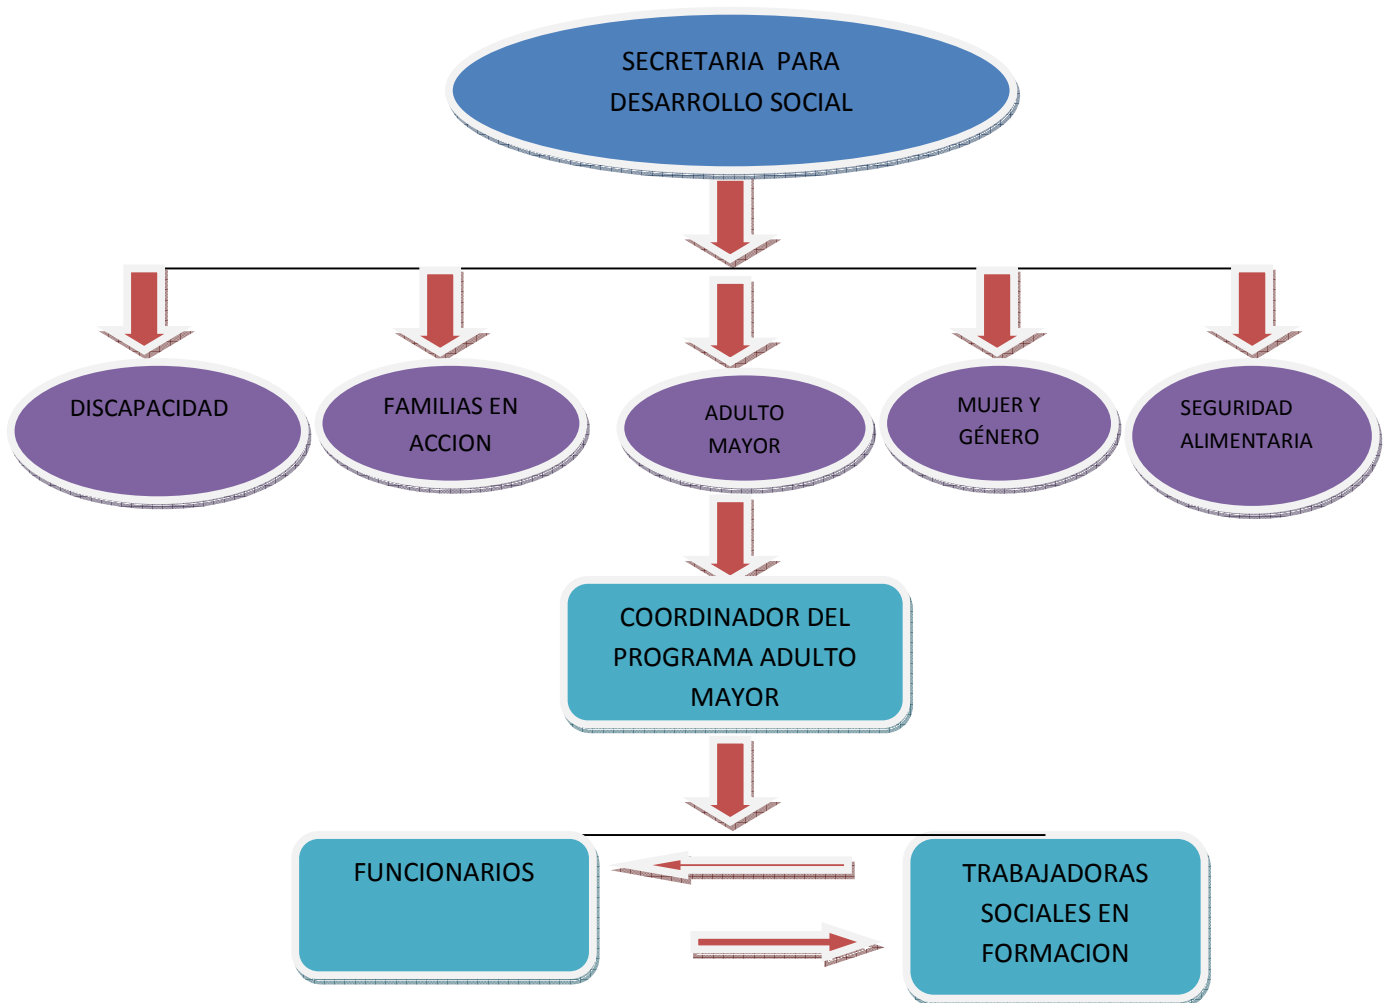 SECRETARIA PARA
DESARROLLO SOCIAL
DISCAPACIDAD
FAMILIAS EN
ACCION
ADULTO
MAYOR
MUJER Y
GÉNERO
SEGURIDAD
ALIMENTARIA
COORDINADOR DEL
PROGRAMA ADULTO
MAYOR
FUNCIONARIOS
TRABAJADORAS
SOCIALES EN
FORMACION